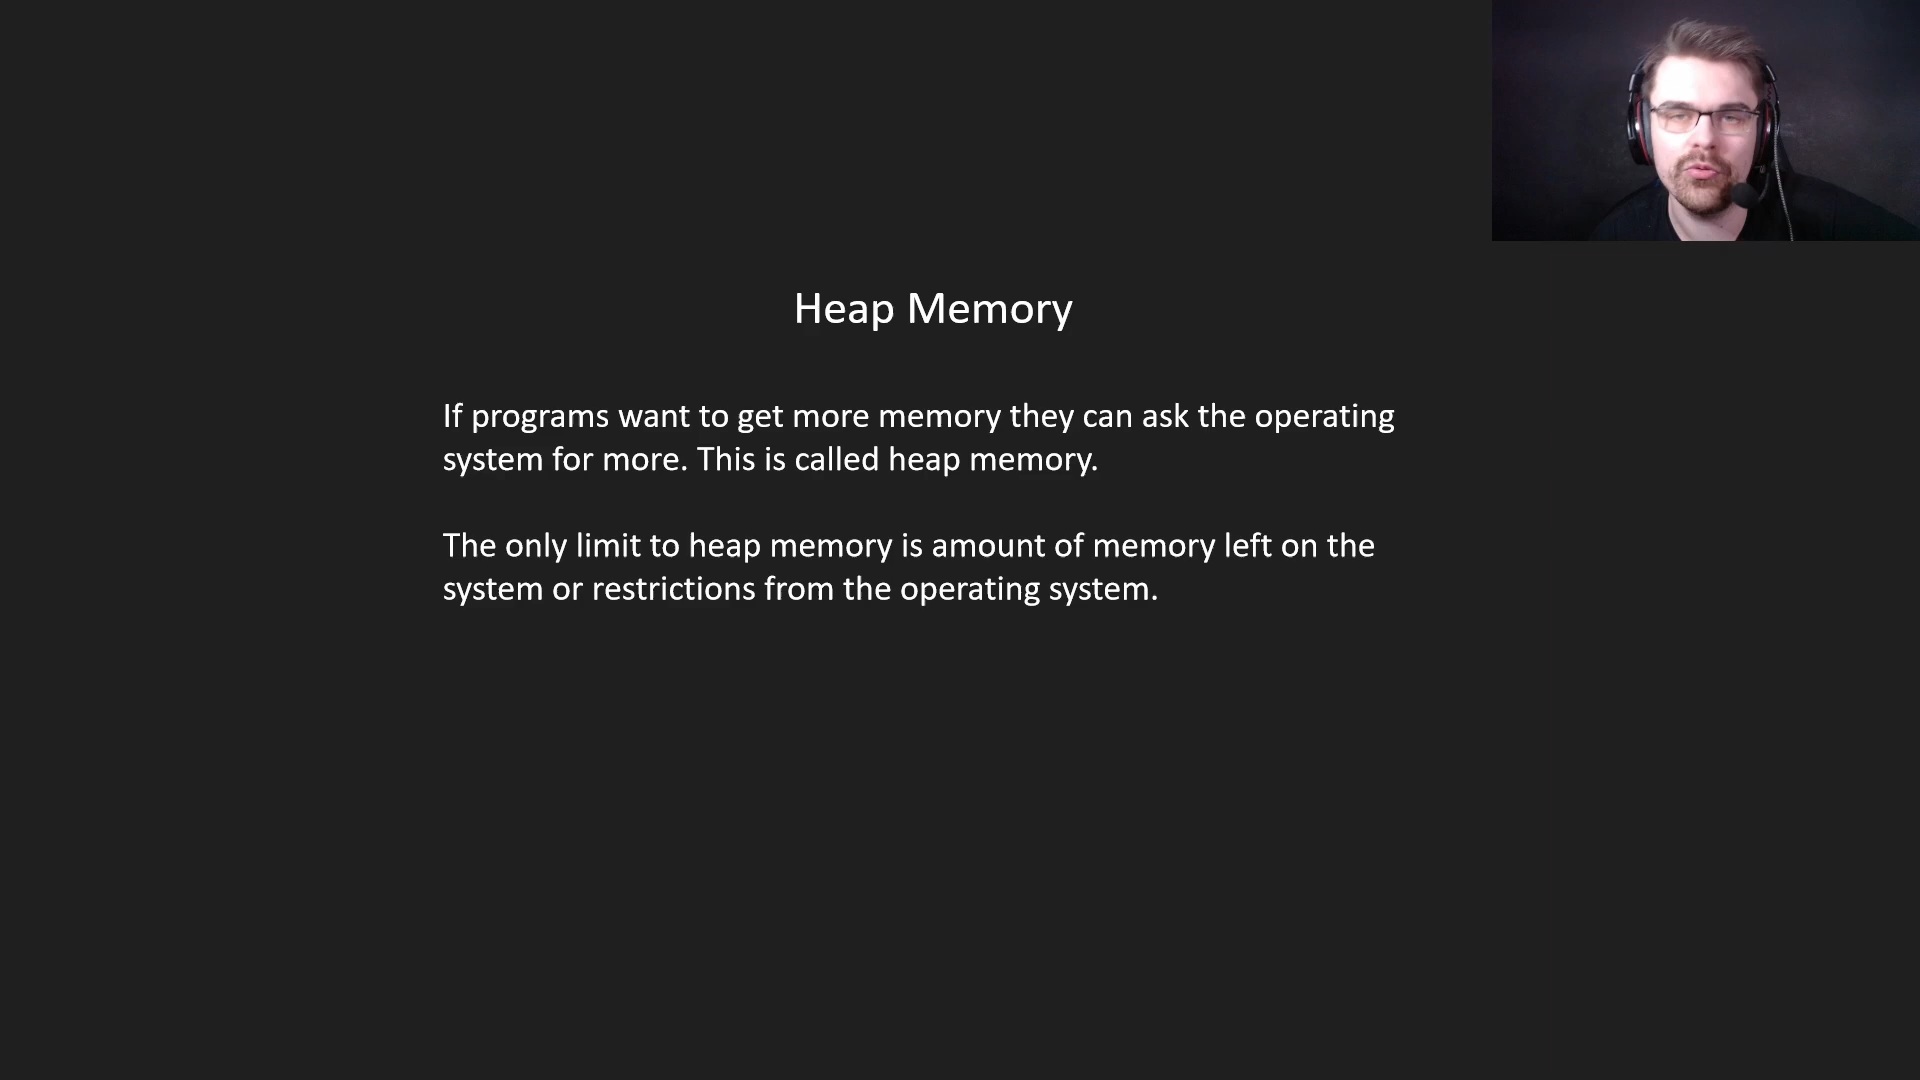 Heap Memory
If programs want to get more memory they can ask the operating
system for more. This is called heap memory.
The only limit to heap memory is amount of memory left on the
system or restrictions from the operating system.